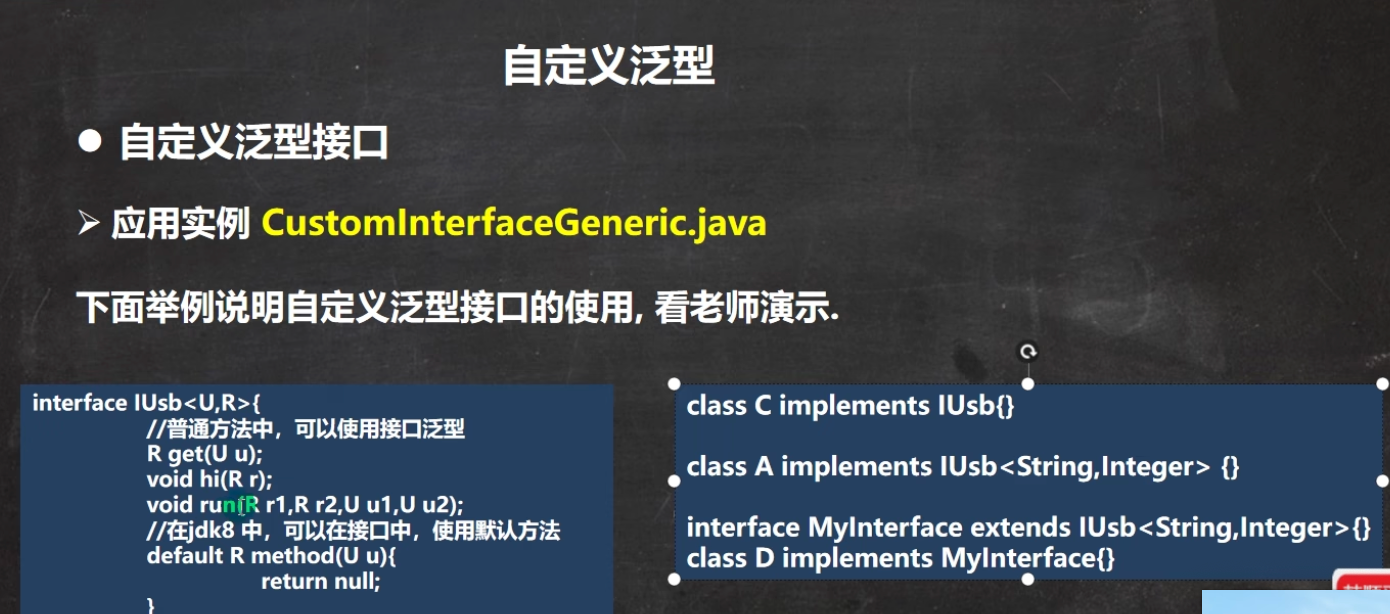 自定义泛型
● 自定义泛型接口
➢ 应用实例 CustomInterfaceGeneric.java
下面举例说明自定义泛型接口的使用, 看老师演示.
interface IUsb<U,R>{
//普通方法中，可以使用接口泛型
R get(U u);
void hi(R r);
void run(R r1,R r2,U u1,U u2);
//在jdk8 中，可以在接口中，使用默认方法
default R method(U u){
return null;
}
class C implements IUsb{}
class A implements IUsb<String,Integer> {}
interface MyInterface extends IUsb<String,Integer>{}
class D implements MyInterface{}